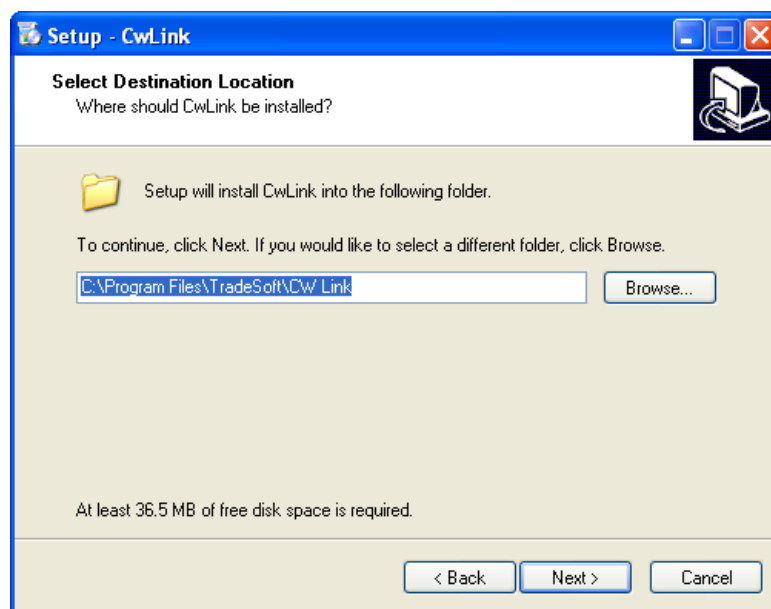 Setup - CwLink
Select Destination Location
Where should CwLink be installed?
Setup will install CwLink into the following folder.
To continue, click Next. If you would like to select a different folder, click Browse.
C:\Program Files\TradeSoft\CW Link
Browse...
At least 36.5 MB of free disk space is required.
< Back
Next >
Cancel